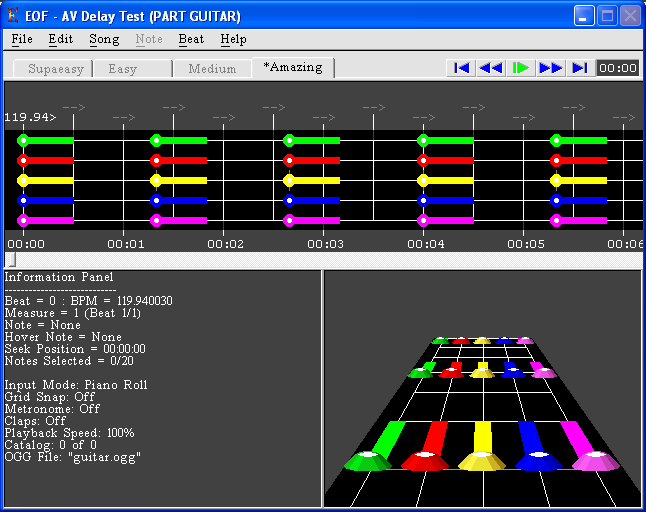 EOF - AV Delay Test (PART GUITAR)
File Edit Song Note Beat Help
Supaeasy Easy Medium *Amazing 00:00
--> --> --> --> --> --> -->
119.94> --> --> --> --> --> -->
00:00 00:01 00:02 00:03 00:04 00:05 00:06
Information Panel
----------------------------
Beat = 0 : BPM = 119.940030
Measure = 1 (Beat 1/1)
Note = None
Hover Note = None
Seek Position = 00:00:00
Notes Selected = 0/20
Input Mode: Piano Roll
Grid Snap: Off
Metronome: Off
Claps: Off
Playback Speed: 100%
Catalog: 0 of 0
OGG File: "guitar.ogg"